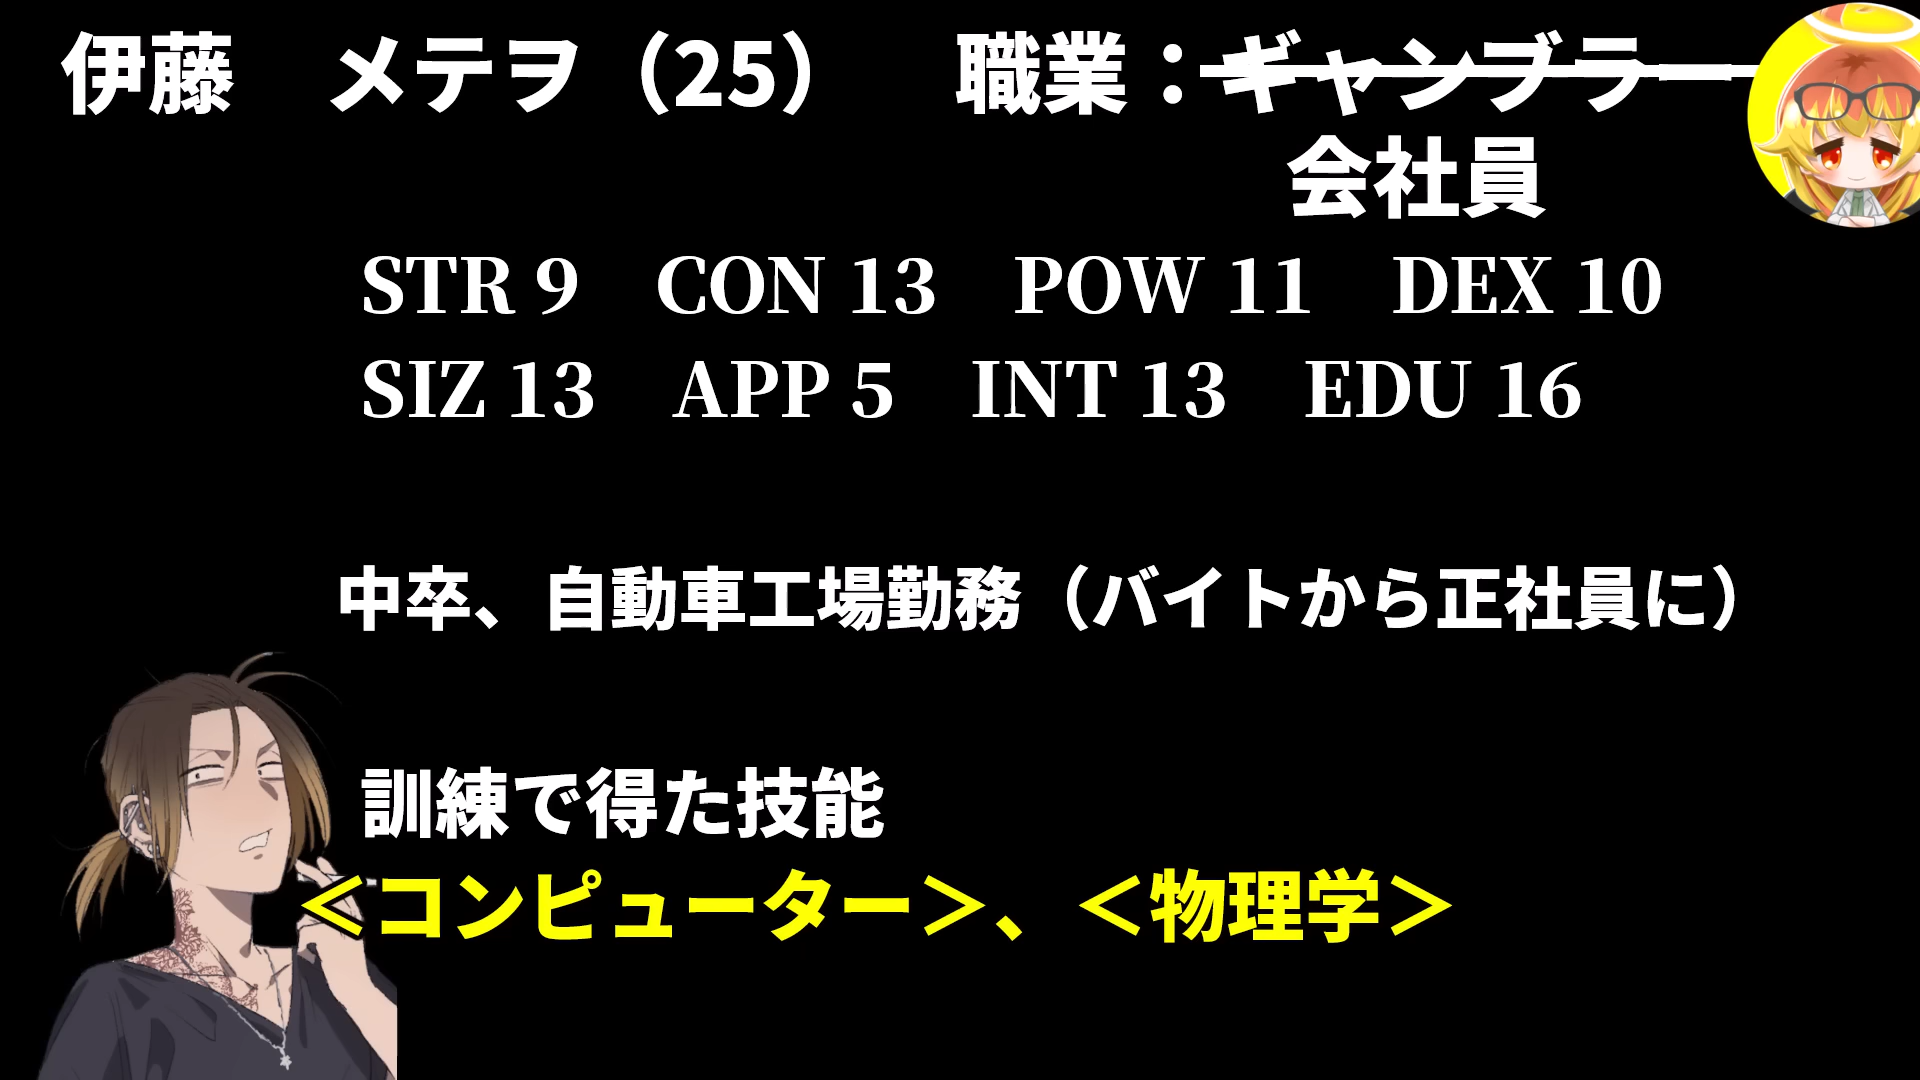 伊藤　メテヲ（25）　職業：ギャンブラー
会社員
STR 9　CON 13　POW 11　DEX 10
SIZ 13　APP 5　INT 13　EDU 16
中卒、自動車工場勤務（バイトから正社員に）
訓練で得た技能
＜コンピューター＞、＜物理学＞